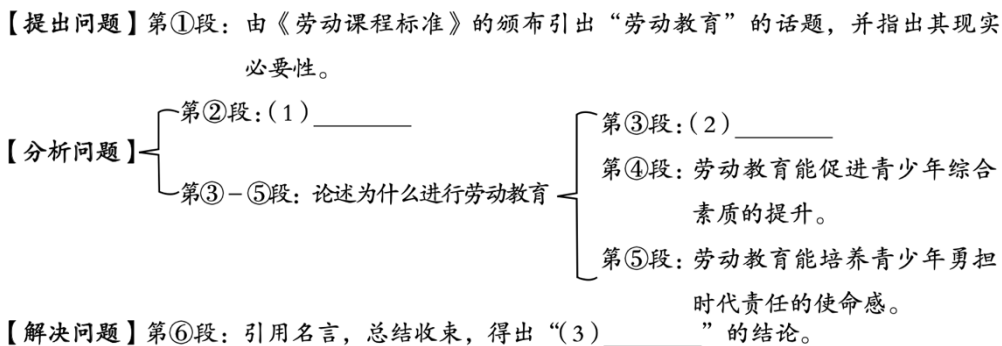 【提出问题】第①段：由《劳动课程标准》的颁布引出“劳动教育”的话题，并指出其现实
必要性。
【分析问题】
第②段：(1)________
第③－⑤段：论述为什么进行劳动教育
第③段：(2)________
第④段：劳动教育能促进青少年综合
素质的提升。
第⑤段：劳动教育能培养青少年勇担
时代责任的使命感。
【解决问题】第⑥段：引用名言，总结收束，得出“(3)________”的结论。